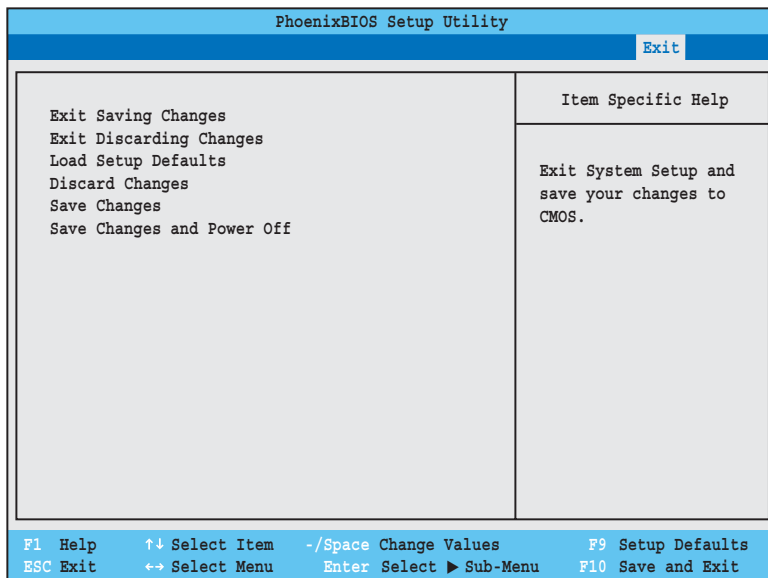 PhoenixBIOS Setup Utility
Exit
Exit Saving Changes
Exit Discarding Changes
Load Setup Defaults
Discard Changes
Save Changes
Save Changes and Power Off
Item Specific Help
Exit System Setup and
save your changes to
CMOS.
F1 Help ↑↓ Select Item -/Space Change Values F9 Setup Defaults
ESC Exit ←→ Select Menu Enter Select ▶ Sub-Menu F10 Save and Exit